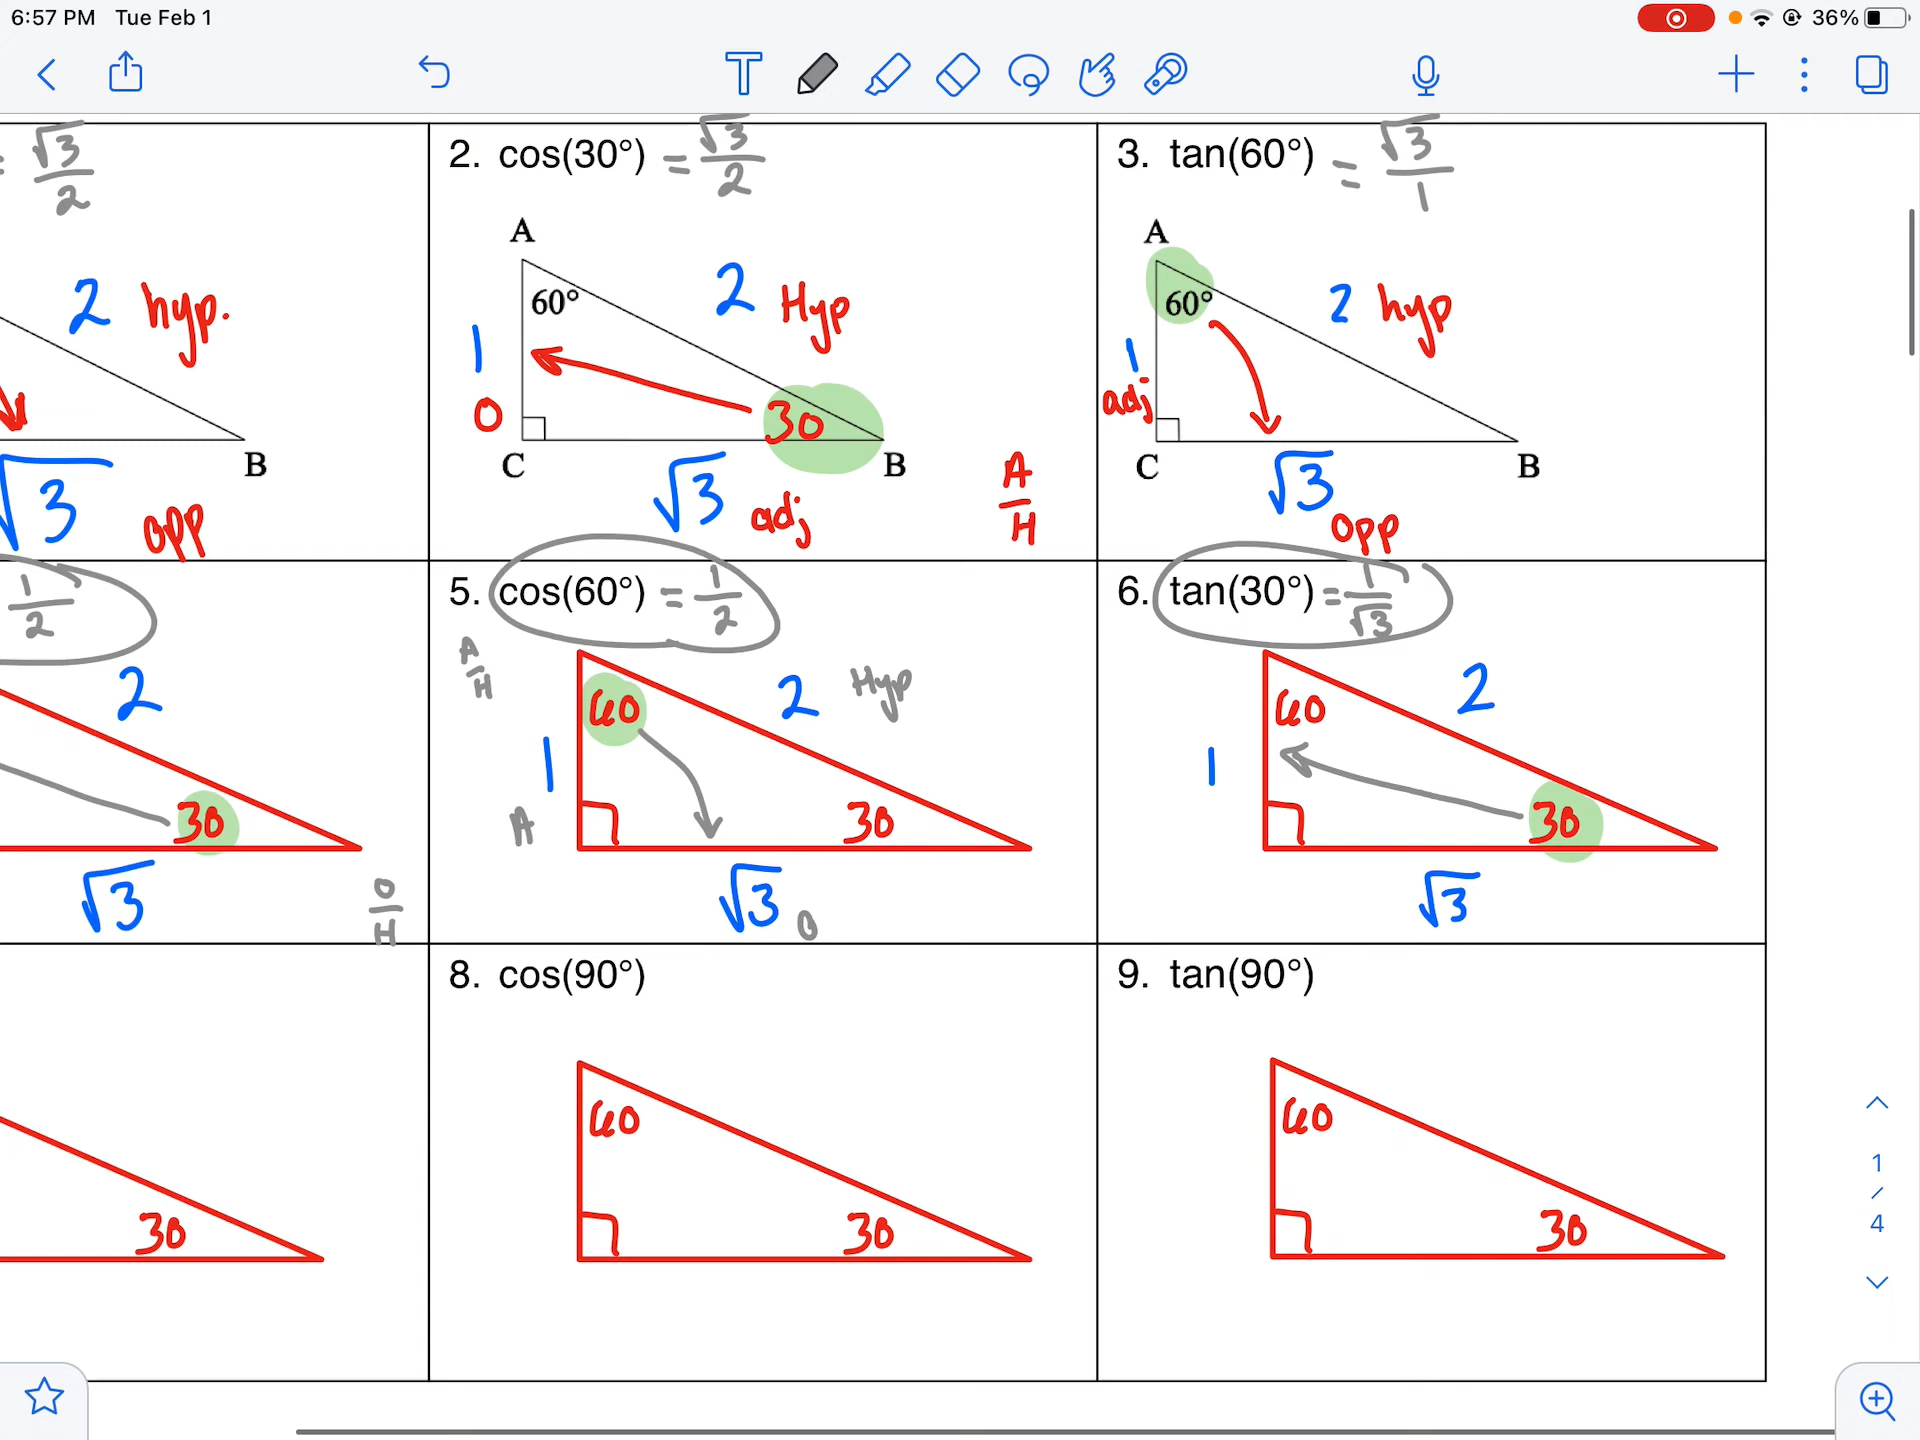 6:57 PM Tue Feb 1
36%
= √3/2
2 hyp.
B
√3 opp
2. cos(30°) = √3/2
A
60°
2 Hyp
1
O
30
C
B
√3 adj
A/H
3. tan(60°) = √3/1
A
60°
2 hyp
1
adj
C
B
√3
opp
1/2
2
30
√3
O/H
5. cos(60°) = 1/2
A/H
60
2 Hyp
1
A
30
√3 O
6. tan(30°) = 1/√3
60
2
1
30
√3
30
8. cos(90°)
60
30
9. tan(90°)
60
30
1
/
4